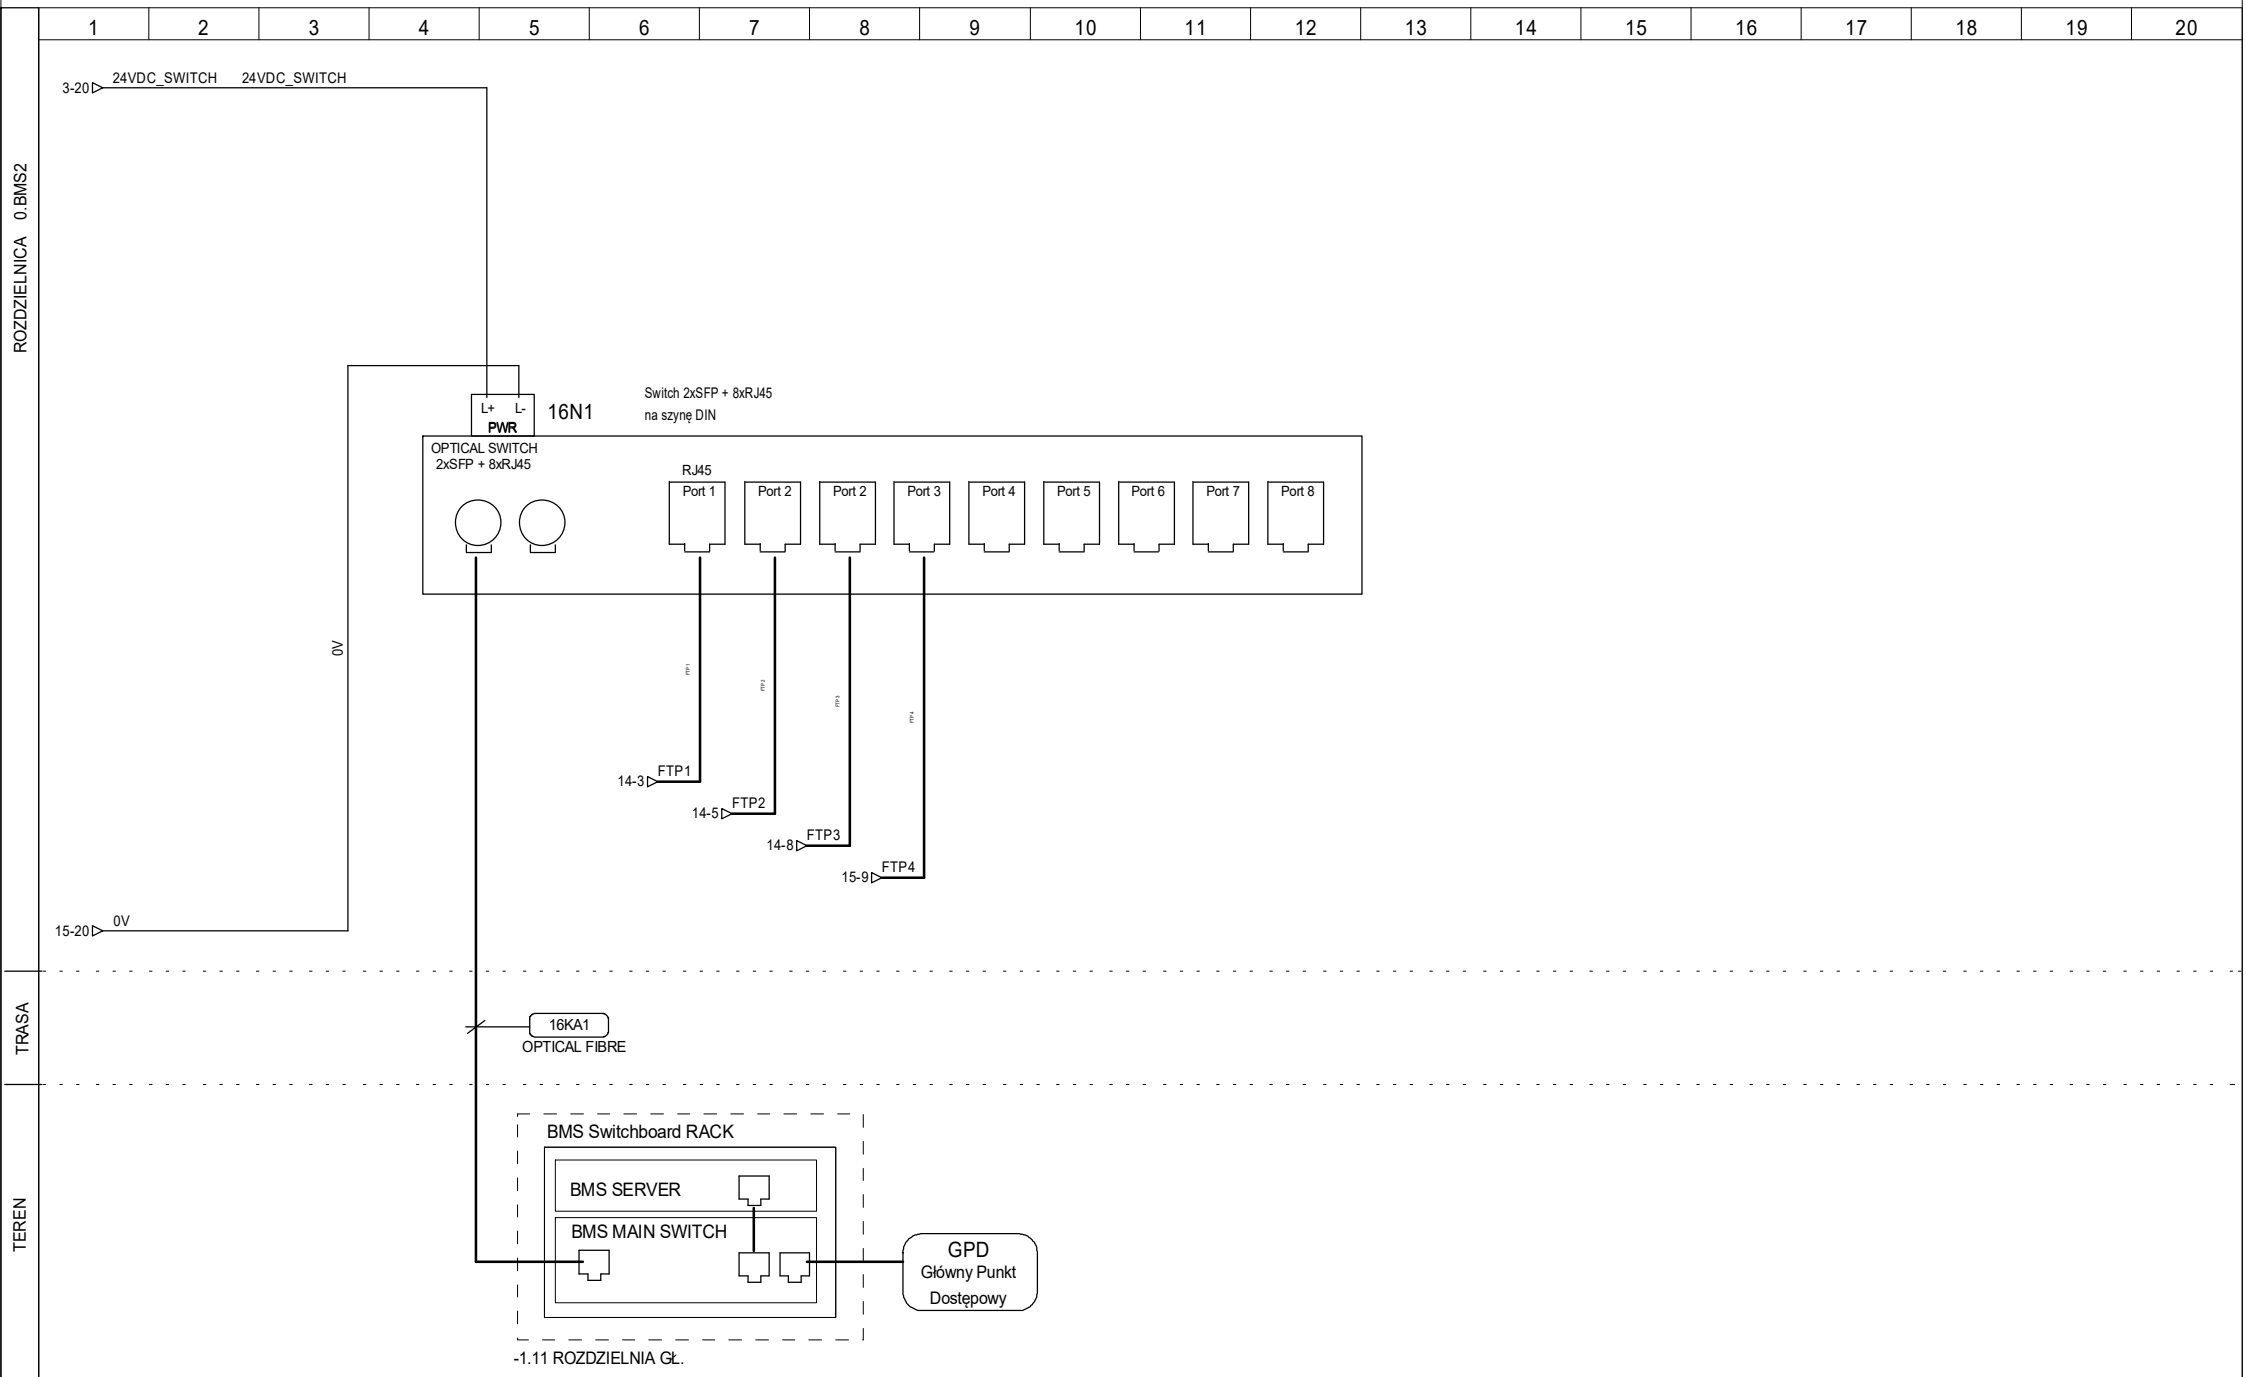 1 2 3 4 5 6 7 8 9 10 11 12 13 14 15 16 17 18 19 20
ROZDZIELNICA 0.BMS2
3-20 24VDC_SWITCH 24VDC_SWITCH
L+ L-
PWR
16N1
Switch 2xSFP + 8xRJ45
na szynę DIN
OPTICAL SWITCH
2xSFP + 8xRJ45
RJ45
Port 1 Port 2 Port 2 Port 3 Port 4 Port 5 Port 6 Port 7 Port 8
0V
FTP1
FTP2
FTP3
FTP4
14-3 FTP1
14-5 FTP2
14-8 FTP3
15-9 FTP4
15-20 0V
TRASA
16KA1
OPTICAL FIBRE
TEREN
BMS Switchboard RACK
BMS SERVER
BMS MAIN SWITCH
GPD
Główny Punkt
Dostępowy
-1.11 ROZDZIELNIA GŁ.